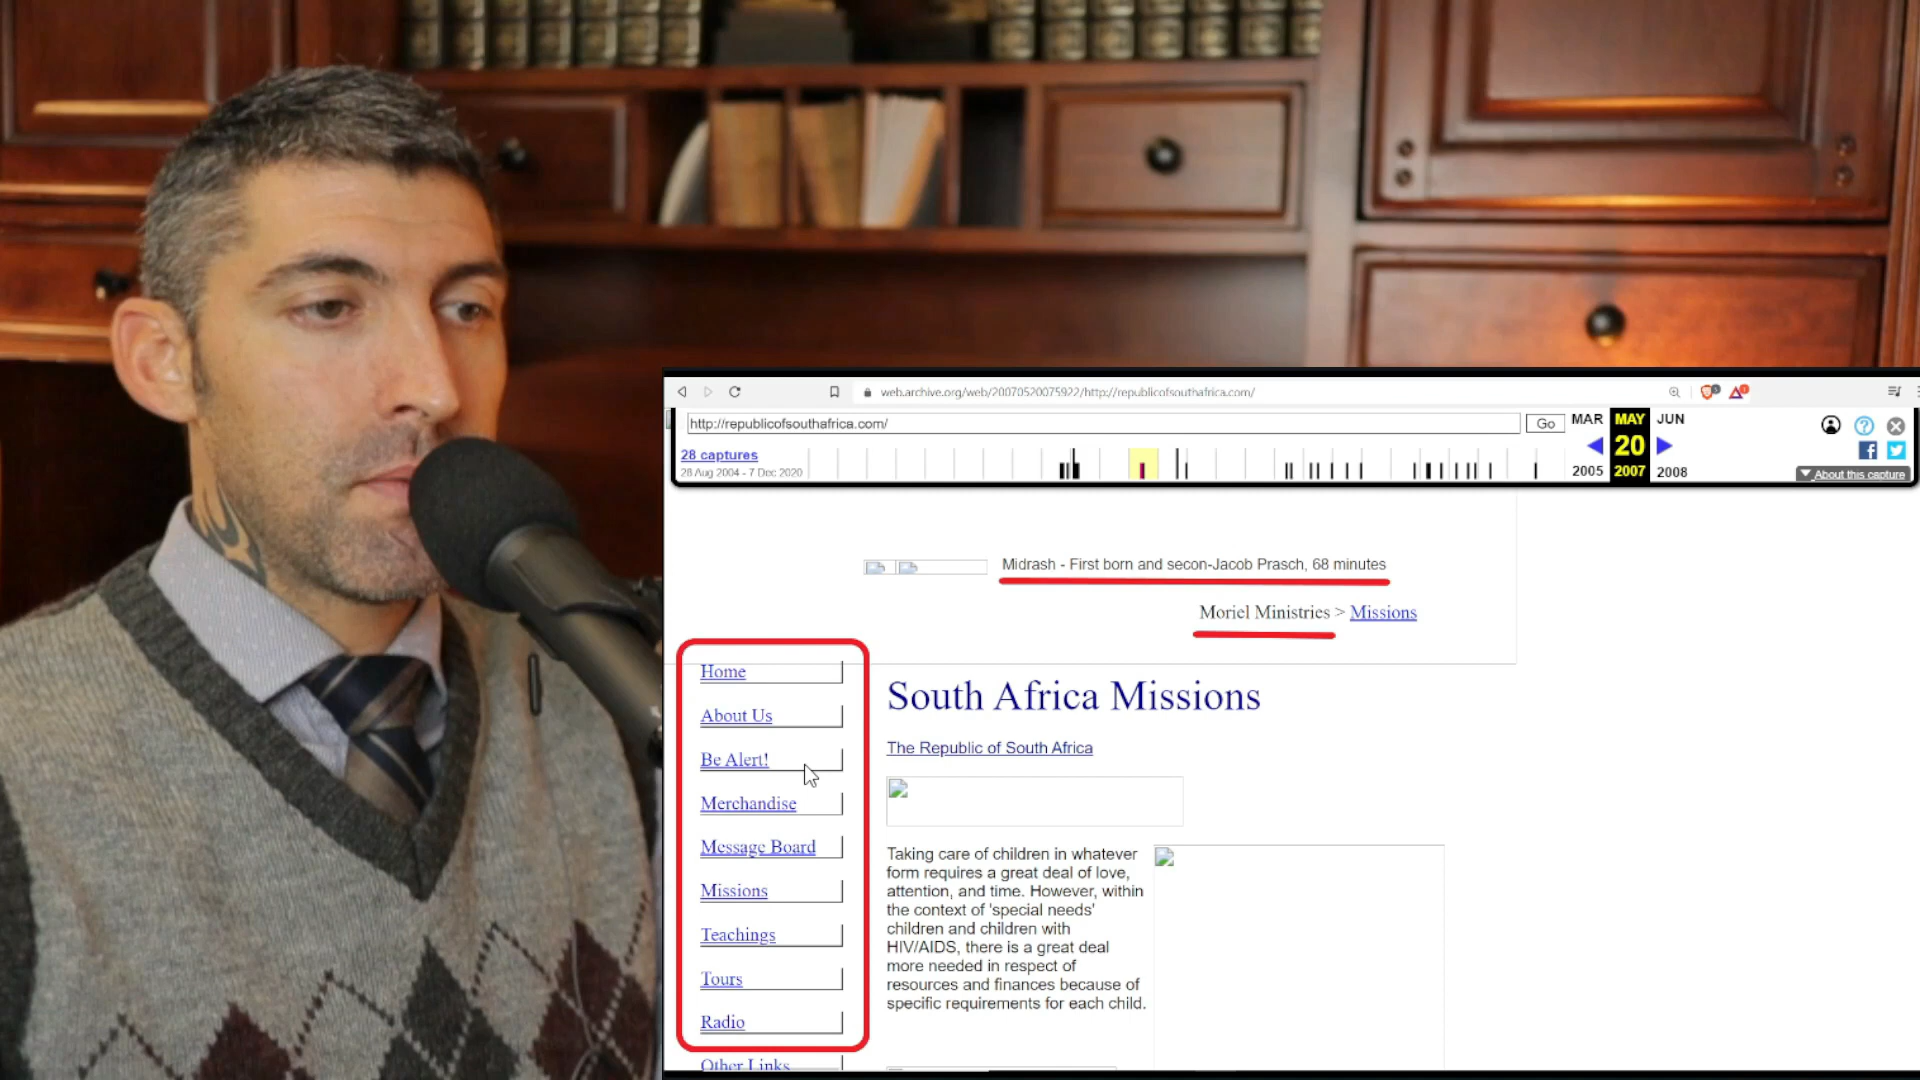 web.archive.org/web/20070520075922/http://republicofsouthafrica.com/
http://republicofsouthafrica.com/
Go
MAR
MAY
JUN
28 captures
20
28 Aug 2004 - 7 Dec 2020
2005
2007
2008
About this capture
Midrash - First born and secon-Jacob Prasch, 68 minutes
Moriel Ministries > Missions
Home
About Us
Be Alert!
Merchandise
Message Board
Missions
Teachings
Tours
Radio
Other Links
South Africa Missions
The Republic of South Africa
Taking care of children in whatever
form requires a great deal of love,
attention, and time. However, within
the context of 'special needs'
children and children with
HIV/AIDS, there is a great deal
more needed in respect of
resources and finances because of
specific requirements for each child.